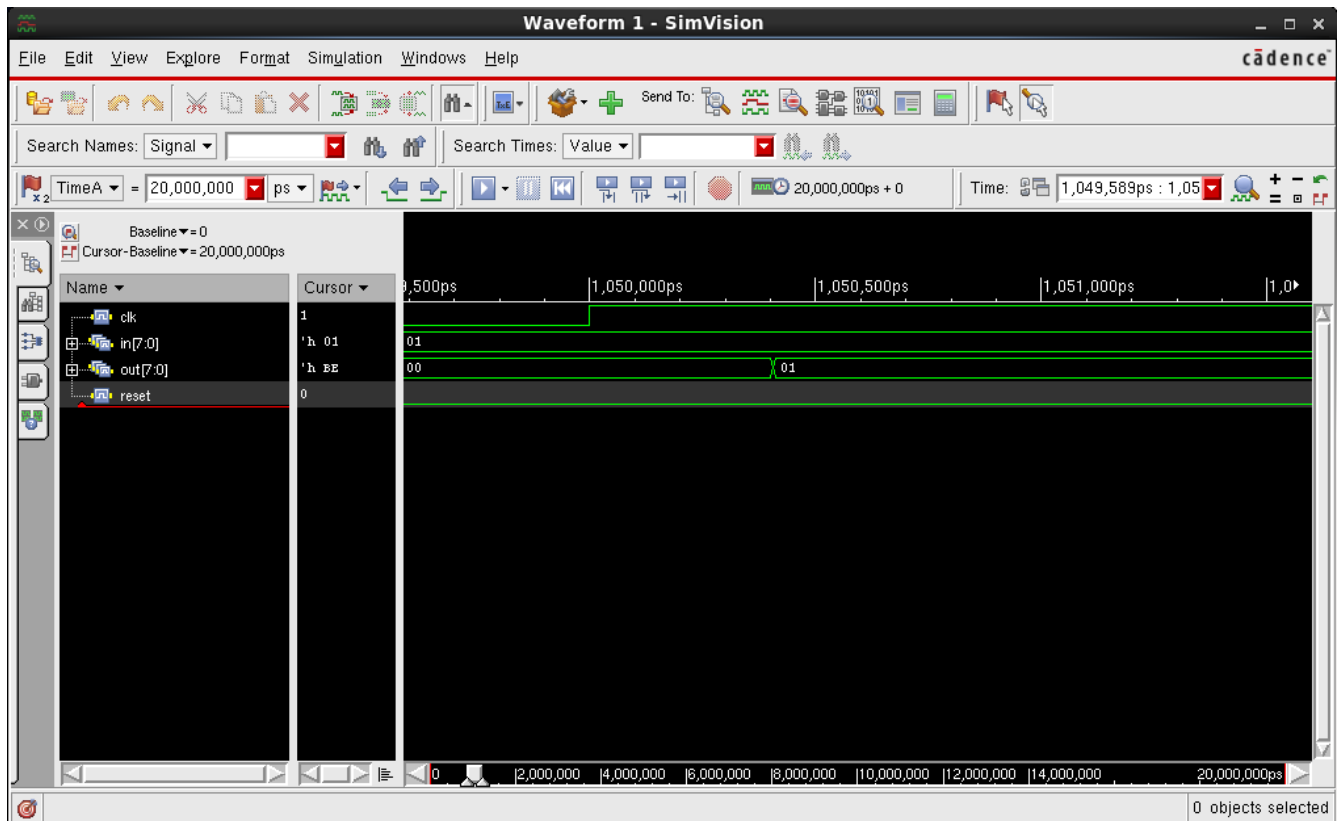 Waveform 1 - SimVision
File Edit View Explore Format Simulation Windows Help cādence
Send To:
Search Names: Signal Search Times: Value
x2 TimeA = 20,000,000 ps 20,000,000ps + 0 Time: 1,049,589ps : 1,05
Baseline = 0
Cursor-Baseline = 20,000,000ps
Name Cursor 9,500ps 1,050,000ps 1,050,500ps 1,051,000ps 1,0
clk 1
in[7:0] 'h 01 01
out[7:0] 'h BE 00 01
reset 0
0 2,000,000 4,000,000 6,000,000 8,000,000 10,000,000 12,000,000 14,000,000 20,000,000ps
0 objects selected